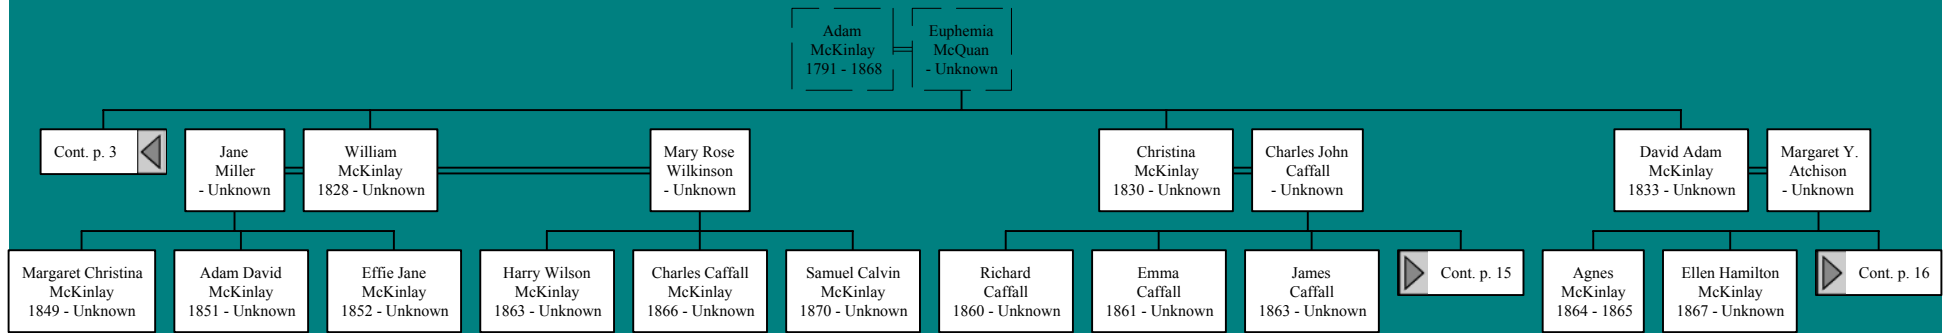 Adam
McKinlay
1791 - 1868
Euphemia
McQuan
- Unknown
Cont. p. 3
Jane
Miller
- Unknown
William
McKinlay
1828 - Unknown
Mary Rose
Wilkinson
- Unknown
Christina
McKinlay
1830 - Unknown
Charles John
Caffall
- Unknown
David Adam
McKinlay
1833 - Unknown
Margaret Y.
Atchison
- Unknown
Margaret Christina
McKinlay
1849 - Unknown
Adam David
McKinlay
1851 - Unknown
Effie Jane
McKinlay
1852 - Unknown
Harry Wilson
McKinlay
1863 - Unknown
Charles Caffall
McKinlay
1866 - Unknown
Samuel Calvin
McKinlay
1870 - Unknown
Richard
Caffall
1860 - Unknown
Emma
Caffall
1861 - Unknown
James
Caffall
1863 - Unknown
Cont. p. 15
Agnes
McKinlay
1864 - 1865
Ellen Hamilton
McKinlay
1867 - Unknown
Cont. p. 16